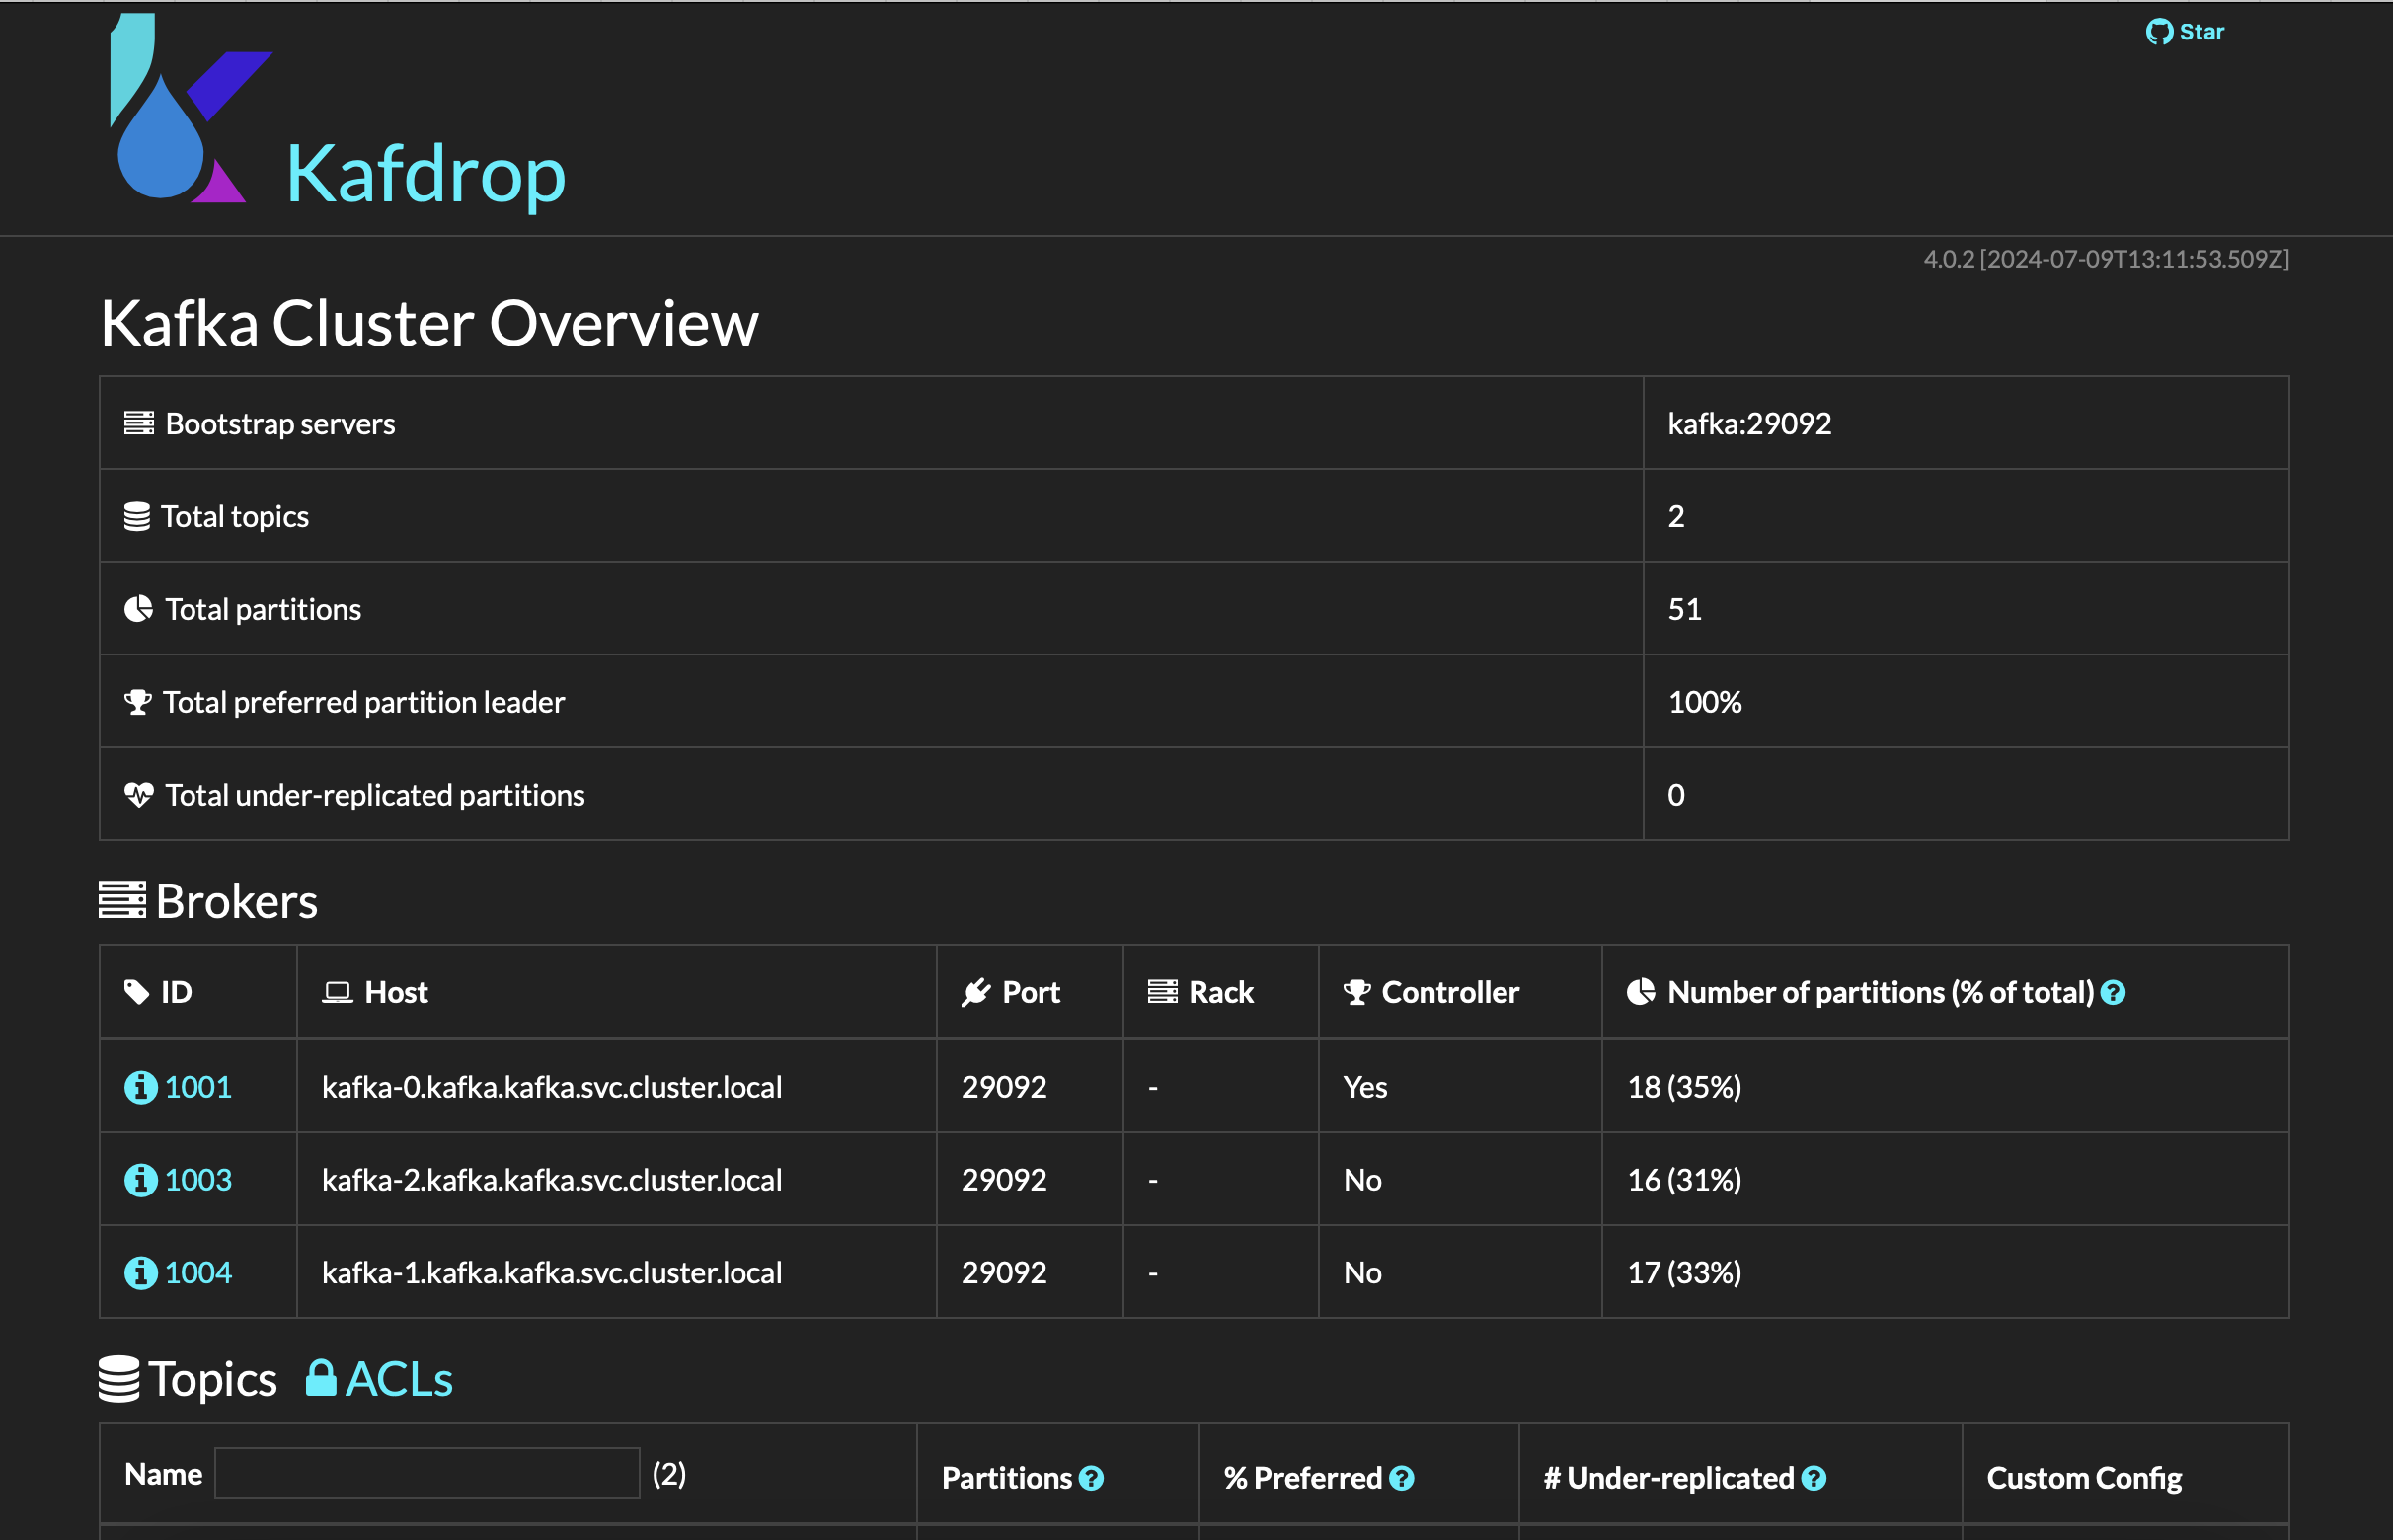 Star
Kafdrop
4.0.2 [2024-07-09T13:11:53.509Z]
Kafka Cluster Overview
Bootstrap servers kafka:29092
Total topics 2
Total partitions 51
Total preferred partition leader 100%
Total under-replicated partitions 0
Brokers
ID Host Port Rack Controller Number of partitions (% of total)
1001 kafka-0.kafka.kafka.svc.cluster.local 29092 - Yes 18 (35%)
1003 kafka-2.kafka.kafka.svc.cluster.local 29092 - No 16 (31%)
1004 kafka-1.kafka.kafka.svc.cluster.local 29092 - No 17 (33%)
Topics ACLs
Name (2) Partitions % Preferred # Under-replicated Custom Config